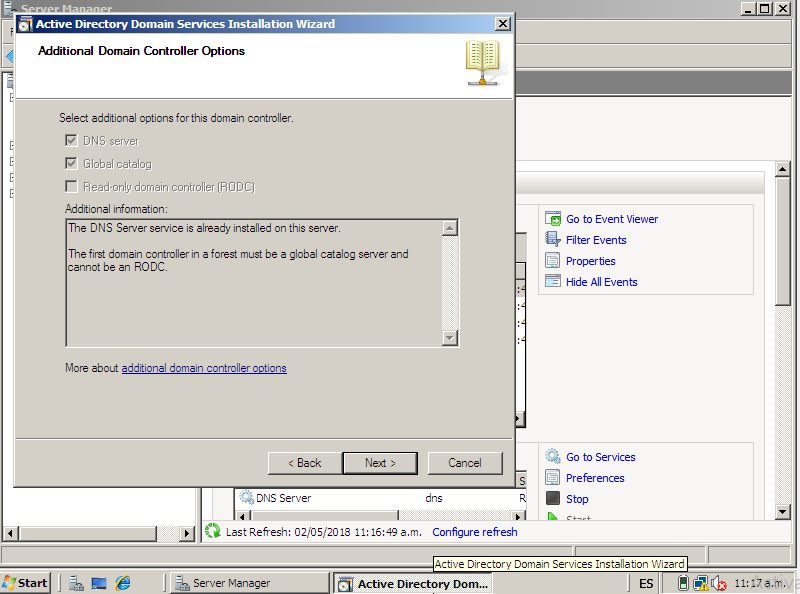 Server Manager
Active Directory Domain Services Installation Wizard
Additional Domain Controller Options
Select additional options for this domain controller.
DNS server
Global catalog
Read-only domain controller (RODC)
Additional information:
The DNS Server service is already installed on this server.
The first domain controller in a forest must be a global catalog server and
cannot be an RODC.
More about additional domain controller options
< Back
Next >
Cancel
Go to Event Viewer
Filter Events
Properties
Hide All Events
Go to Services
Preferences
Stop
Start
DNS Server
dns
Last Refresh: 02/05/2018 11:16:49 a.m.
Configure refresh
Active Directory Domain Services Installation Wizard
Start
Server Manager
Active Directory Dom...
ES